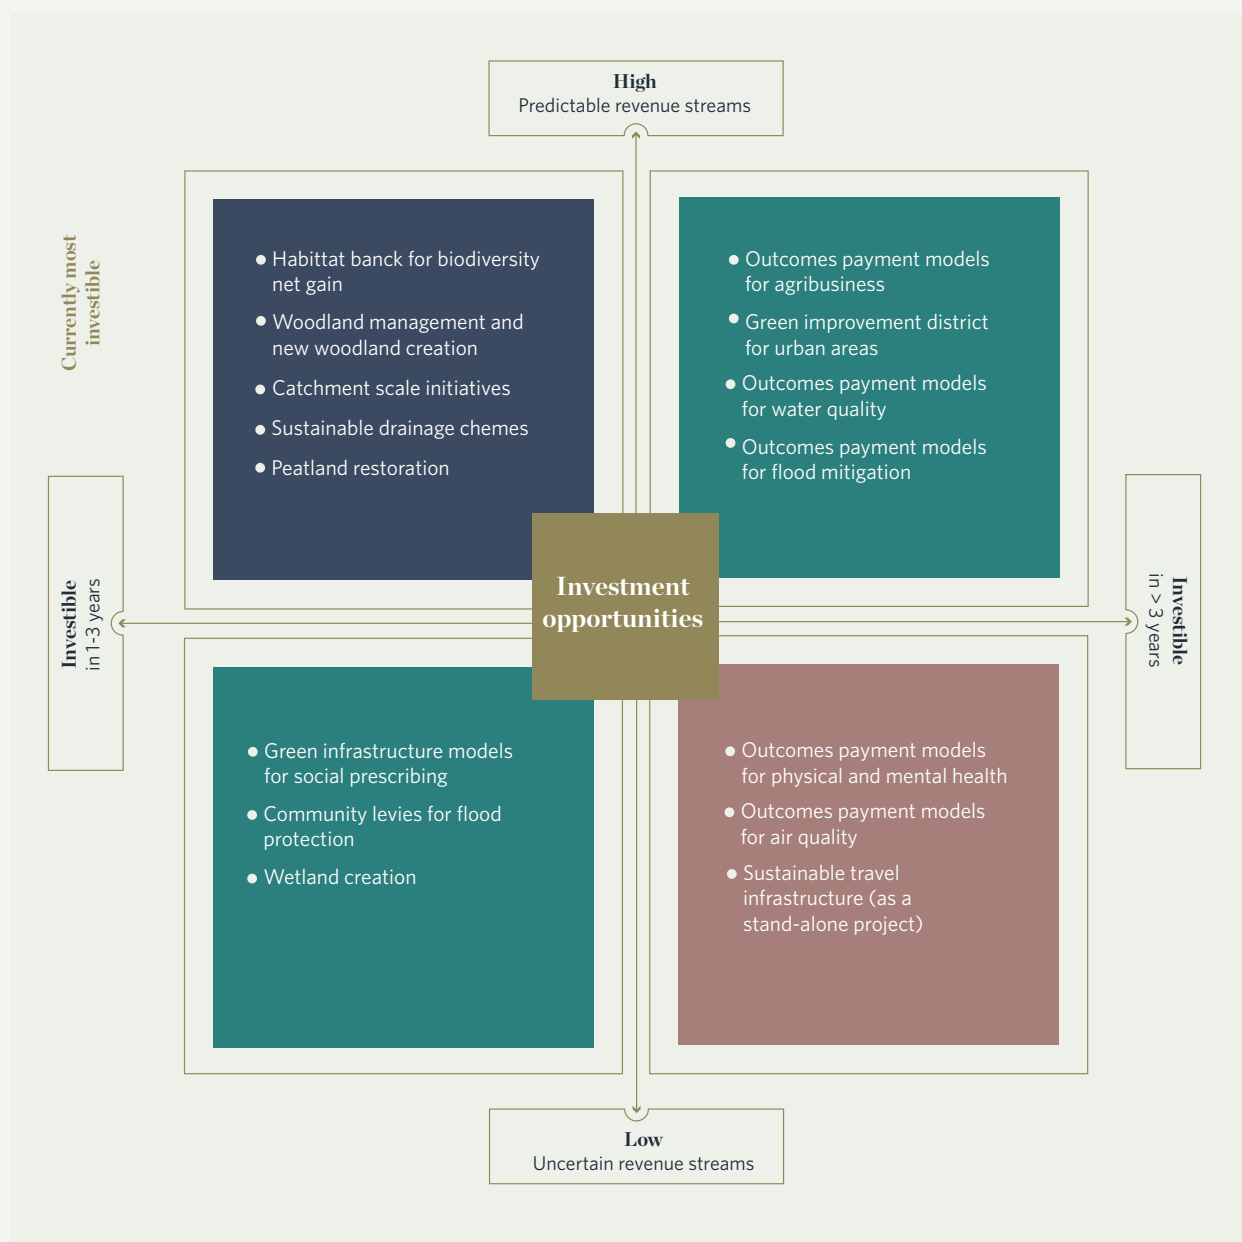 High
Predictable revenue streams
Currently most
investible
Habittat banck for biodiversity
net gain
Woodland management and
new woodland creation
Catchment scale initiatives
Sustainable drainage chemes
Peatland restoration
Outcomes payment models
for agribusiness
Green improvement district
for urban areas
Outcomes payment models
for water quality
Outcomes payment models
for flood mitigation
Investible
in 1-3 years
Investment
opportunities
Investible
in > 3 years
Green infrastructure models
for social prescribing
Community levies for flood
protection
Wetland creation
Outcomes payment models
for physical and mental health
Outcomes payment models
for air quality
Sustainable travel
infrastructure (as a
stand-alone project)
Low
Uncertain revenue streams